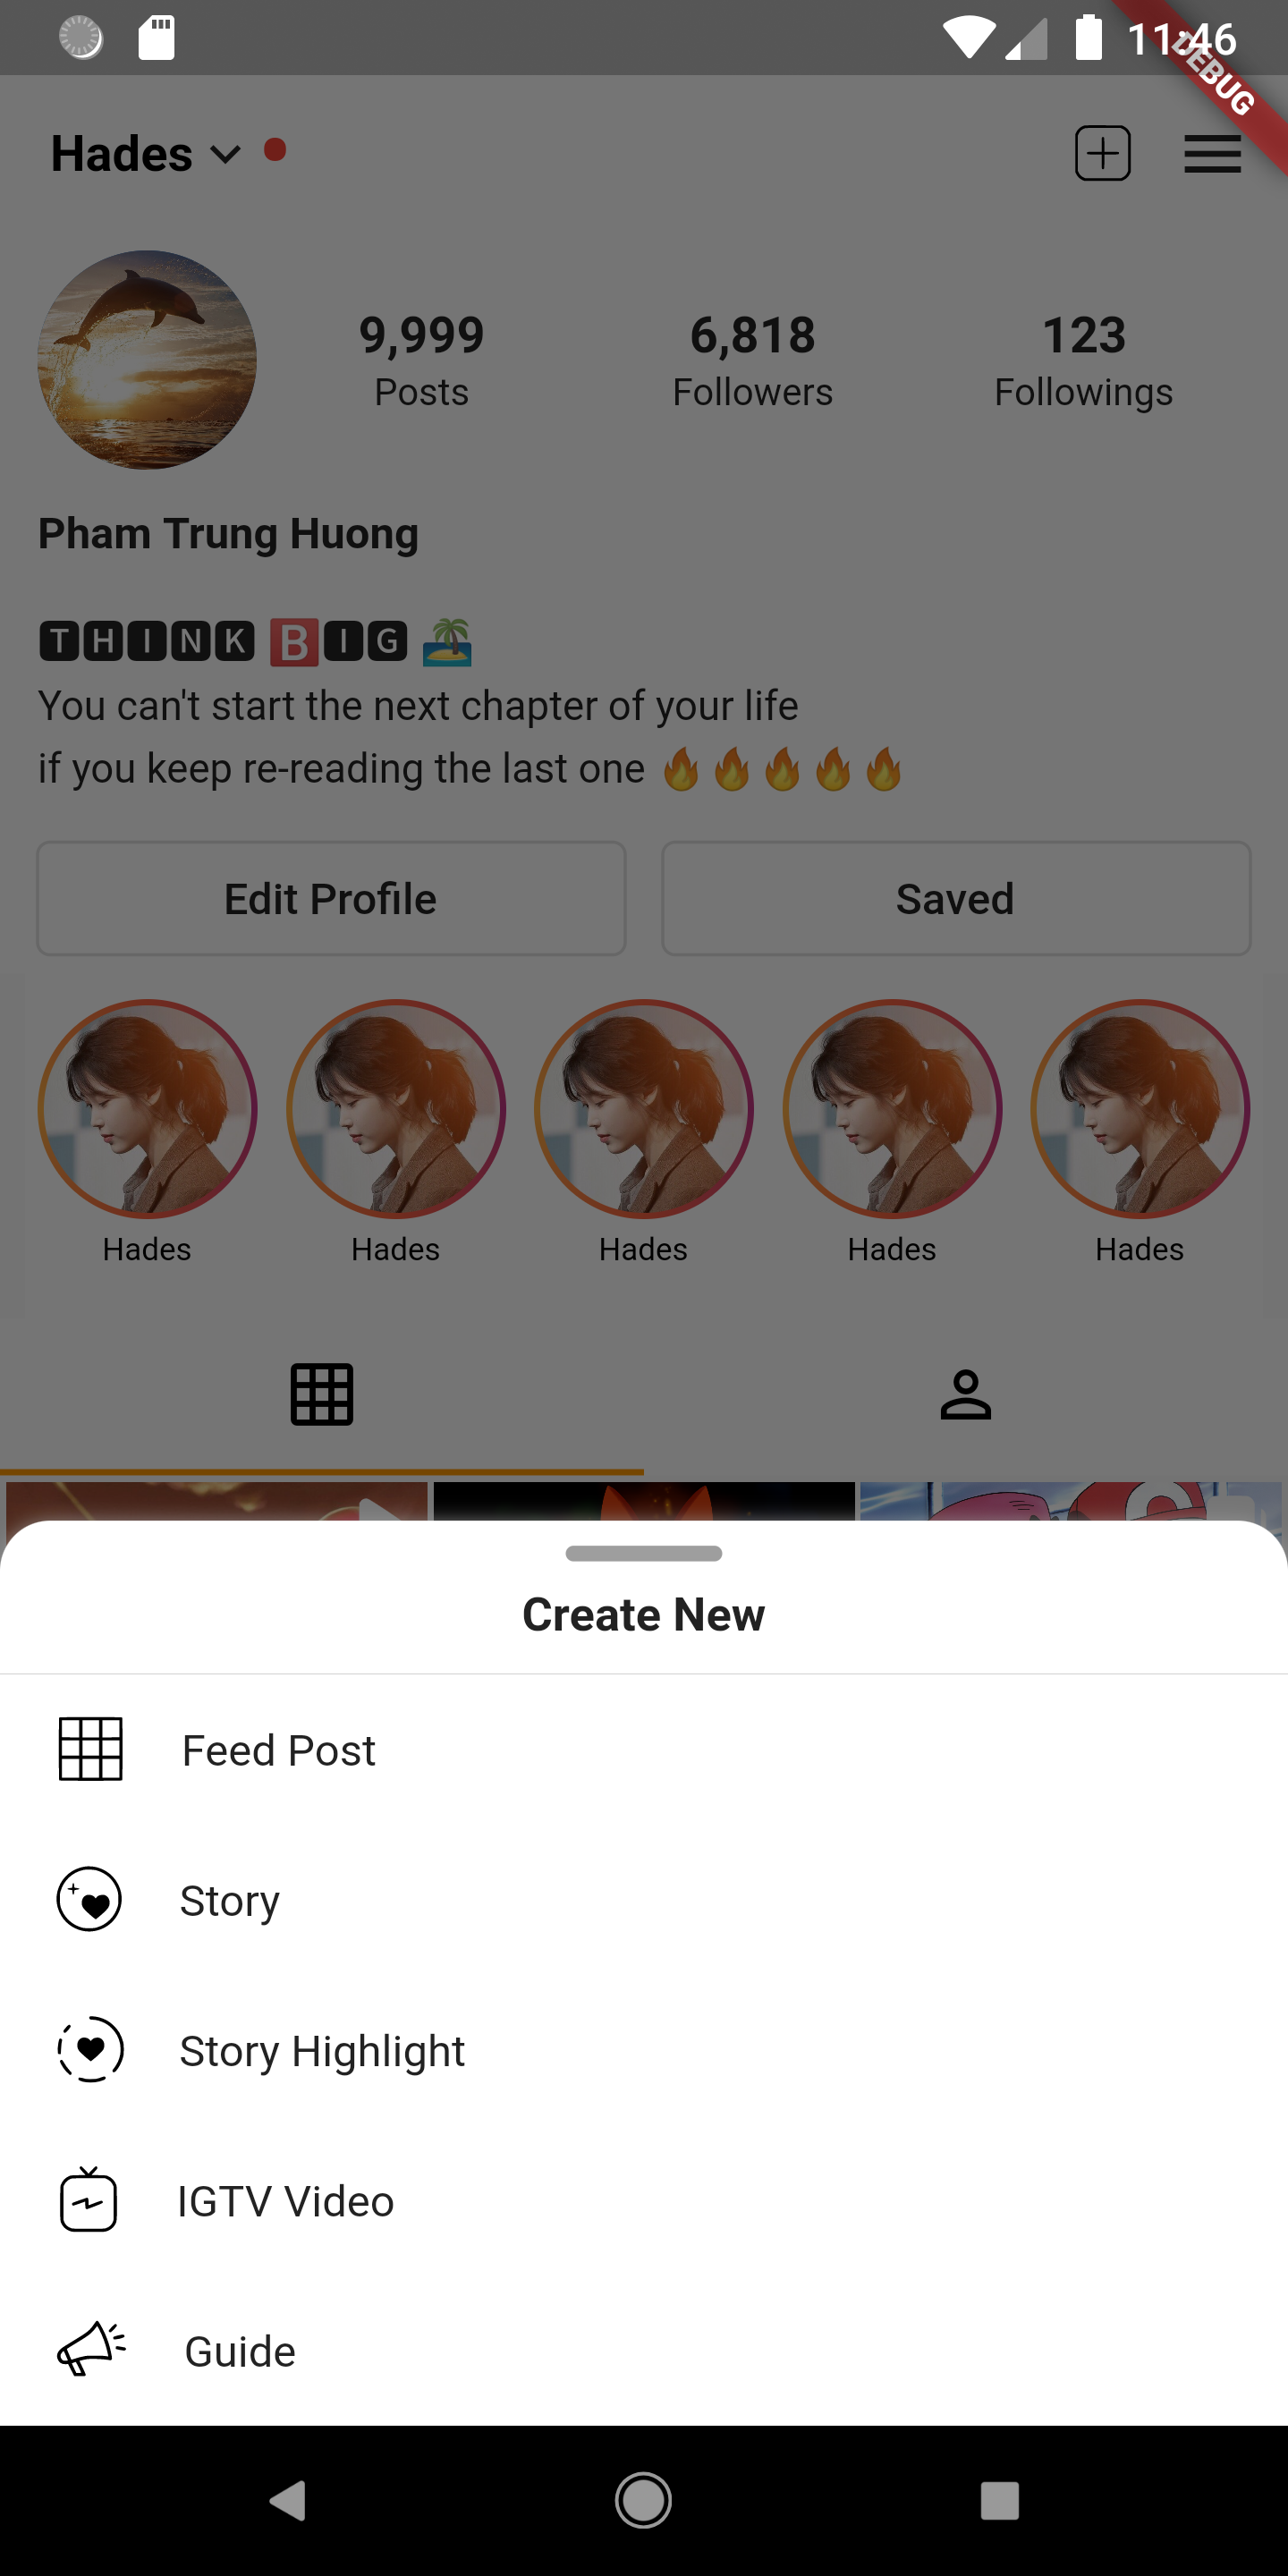 11:46
DEBUG
Hades
9,999 6,818 123
Posts Followers Followings
Pham Trung Huong
🆃🅷🅸🅽🅺 🅱️🅸🅶 🏝️
You can't start the next chapter of your life
if you keep re-reading the last one 🔥🔥🔥🔥🔥
Edit Profile Saved
Hades Hades Hades Hades Hades
Create New
Feed Post
Story
Story Highlight
IGTV Video
Guide